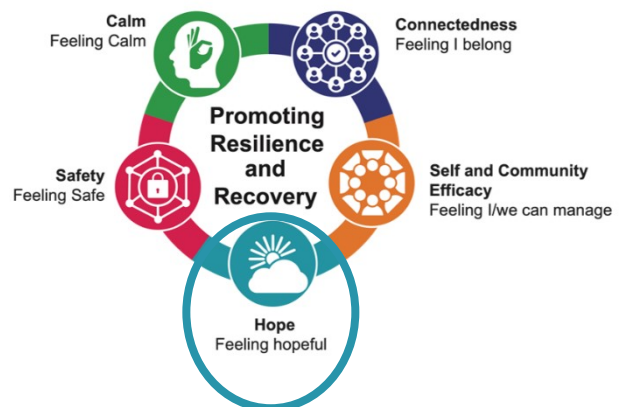 Calm
Feeling Calm
Connectedness
Feeling I belong
Promoting
Resilience
and
Recovery
Safety
Feeling Safe
Self and Community
Efficacy
Feeling I/we can manage
Hope
Feeling hopeful